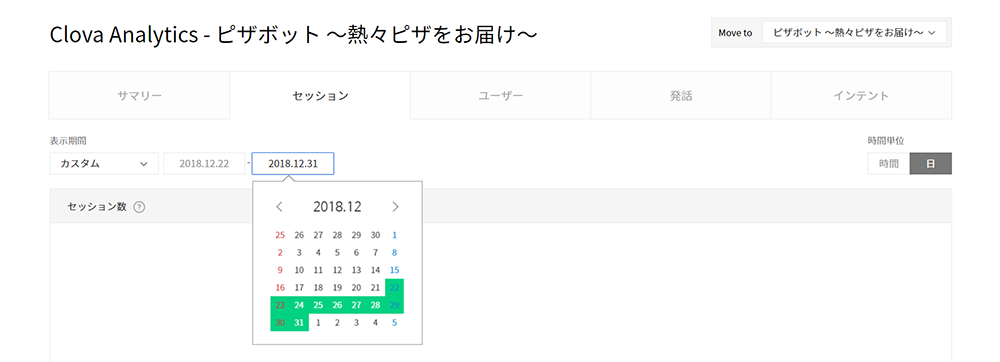 Clova Analytics - ピザボット ～熱々ピザをお届け～
Move to ピザボット ～熱々ピザをお届け～
サマリー セッション ユーザー 発話 インテント
表示期間 時間単位
カスタム 2018.12.22 - 2018.12.31 時間 日
セッション数 ?
2018.12
25 26 27 28 29 30 1
2 3 4 5 6 7 8
9 10 11 12 13 14 15
16 17 18 19 20 21 22
23 24 25 26 27 28 29
30 31 1 2 3 4 5